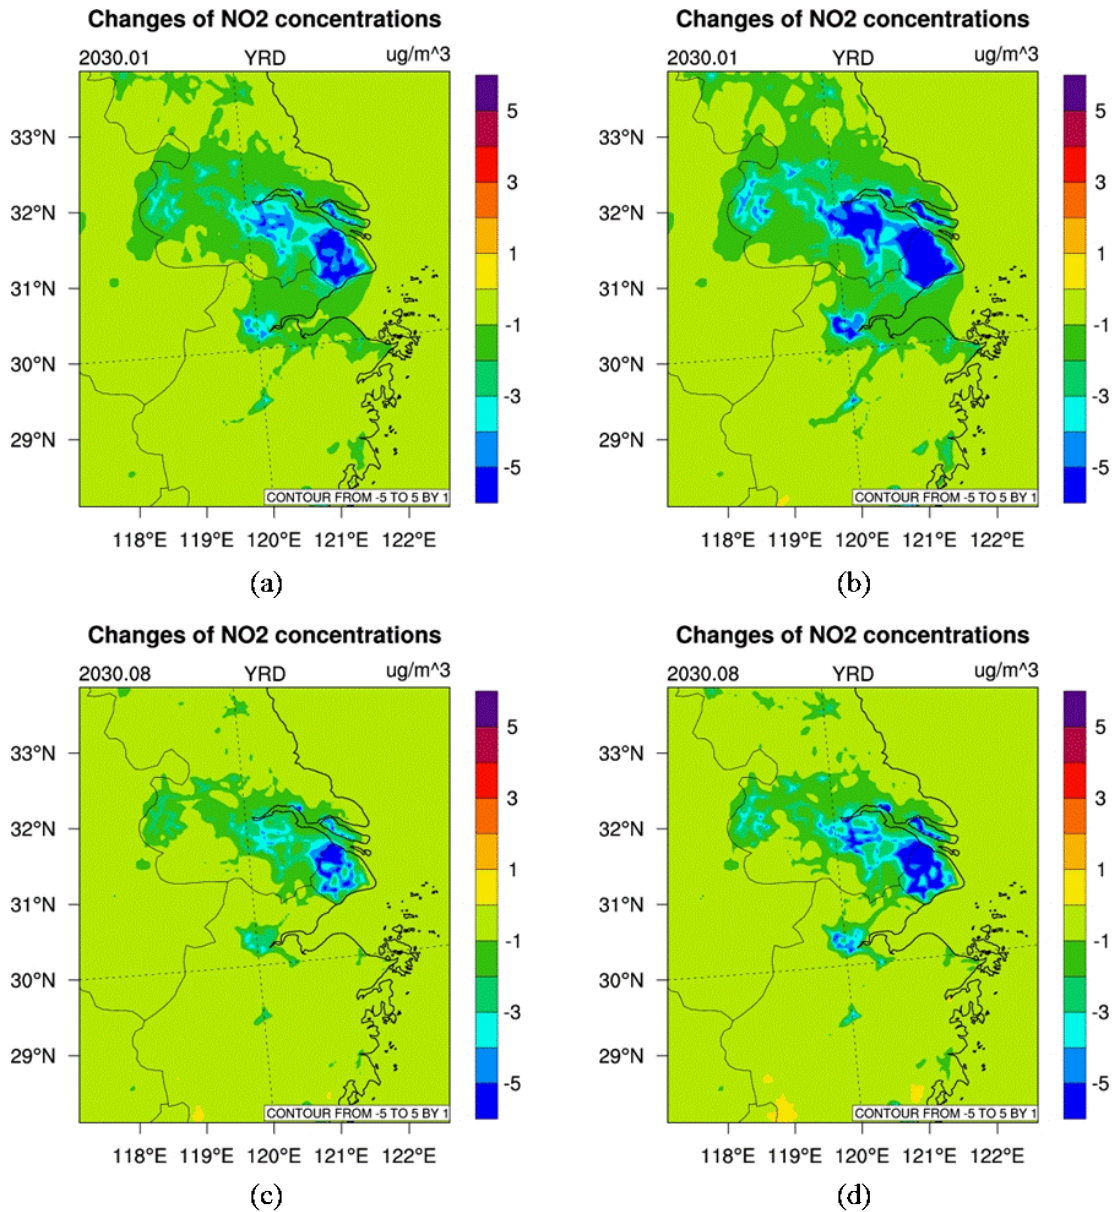 Changes of NO2 concentrations
2030.01 YRD ug/m^3
33°N
32°N
31°N
30°N
29°N
118°E 119°E 120°E 121°E 122°E
5
3
1
-1
-3
-5
CONTOUR FROM -5 TO 5 BY 1
(a)
Changes of NO2 concentrations
2030.01 YRD ug/m^3
33°N
32°N
31°N
30°N
29°N
118°E 119°E 120°E 121°E 122°E
5
3
1
-1
-3
-5
CONTOUR FROM -5 TO 5 BY 1
(b)
Changes of NO2 concentrations
2030.08 YRD ug/m^3
33°N
32°N
31°N
30°N
29°N
118°E 119°E 120°E 121°E 122°E
5
3
1
-1
-3
-5
CONTOUR FROM -5 TO 5 BY 1
(c)
Changes of NO2 concentrations
2030.08 YRD ug/m^3
33°N
32°N
31°N
30°N
29°N
118°E 119°E 120°E 121°E 122°E
5
3
1
-1
-3
-5
CONTOUR FROM -5 TO 5 BY 1
(d)